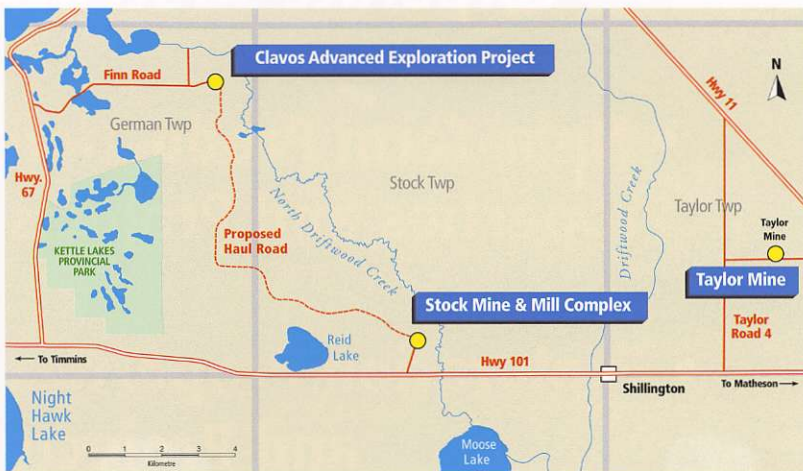 Clavos Advanced Exploration Project
Finn Road
N
Hwy 11
German Twp
Hwy.
67
Stock Twp
Driftwood Creek
Taylor Twp
North Driftwood Creek
Taylor
Mine
Proposed
Haul Road
KETTLE LAKES
PROVINCIAL
PARK
Taylor Mine
Stock Mine & Mill Complex
Taylor
Road 4
Reid
Lake
To Timmins
Hwy 101
Shillington
To Matheson
Night
Hawk
Lake
Moose
Lake
0 1 2 3 4
Kilometre